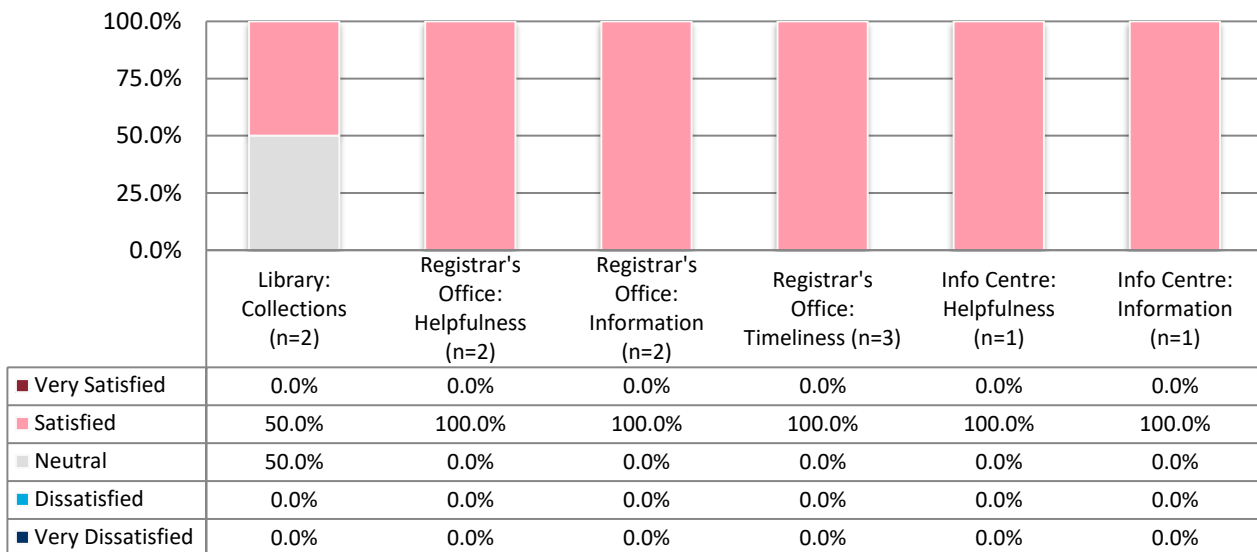 100.0%
75.0%
50.0%
25.0%
0.0%
Library:
Collections
(n=2)
Registrar's
Office:
Helpfulness
(n=2)
Registrar's
Office:
Information
(n=2)
Registrar's
Office:
Timeliness (n=3)
Info Centre:
Helpfulness
(n=1)
Info Centre:
Information
(n=1)
Very Satisfied 0.0% 0.0% 0.0% 0.0% 0.0% 0.0%
Satisfied 50.0% 100.0% 100.0% 100.0% 100.0% 100.0%
Neutral 50.0% 0.0% 0.0% 0.0% 0.0% 0.0%
Dissatisfied 0.0% 0.0% 0.0% 0.0% 0.0% 0.0%
Very Dissatisfied 0.0% 0.0% 0.0% 0.0% 0.0% 0.0%